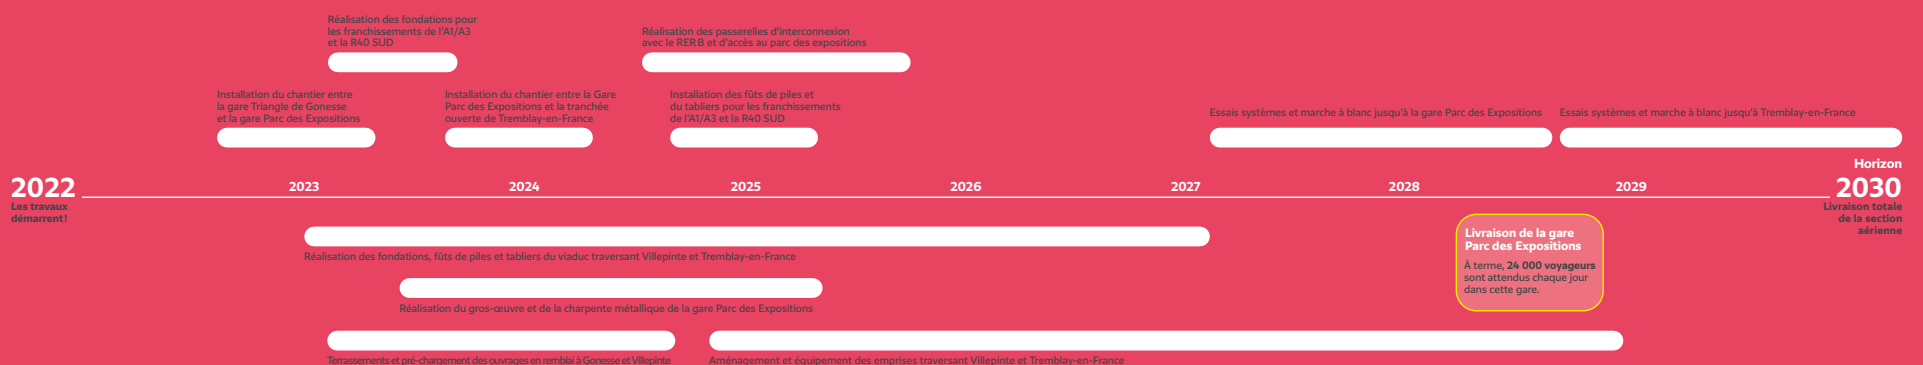 Réalisation des fondations pour
les franchissements de l'A1/A3
et la R40 SUD
Réalisation des passerelles d'interconnexion
avec le RER B et d'accès au parc des expositions
Installation du chantier entre
la gare Triangle de Gonesse
et la gare Parc des Expositions
Installation du chantier entre la Gare
Parc des Expositions et la tranchée
ouverte de Tremblay-en-France
Installation des fûts de piles et
du tabliers pour les franchissements
de l'A1/A3 et la R40 SUD
Essais systèmes et marche à blanc jusqu'à la gare Parc des Expositions
Essais systèmes et marche à blanc jusqu'à Tremblay-en-France
2022
Les travaux
démarrent!
2023
2024
2025
2026
2027
2028
2029
Horizon
2030
Livraison totale
de la section
aérienne
Réalisation des fondations, fûts de piles et tabliers du viaduc traversant Villepinte et Tremblay-en-France
Livraison de la gare
Parc des Expositions
À terme, 24 000 voyageurs
sont attendus chaque jour
dans cette gare.
Réalisation du gros-œuvre et de la charpente métallique de la gare Parc des Expositions
Terrassements et pré-chargement des ouvrages en remblai à Gonesse et Villepinte
Aménagement et équipement des emprises traversant Villepinte et Tremblay-en-France